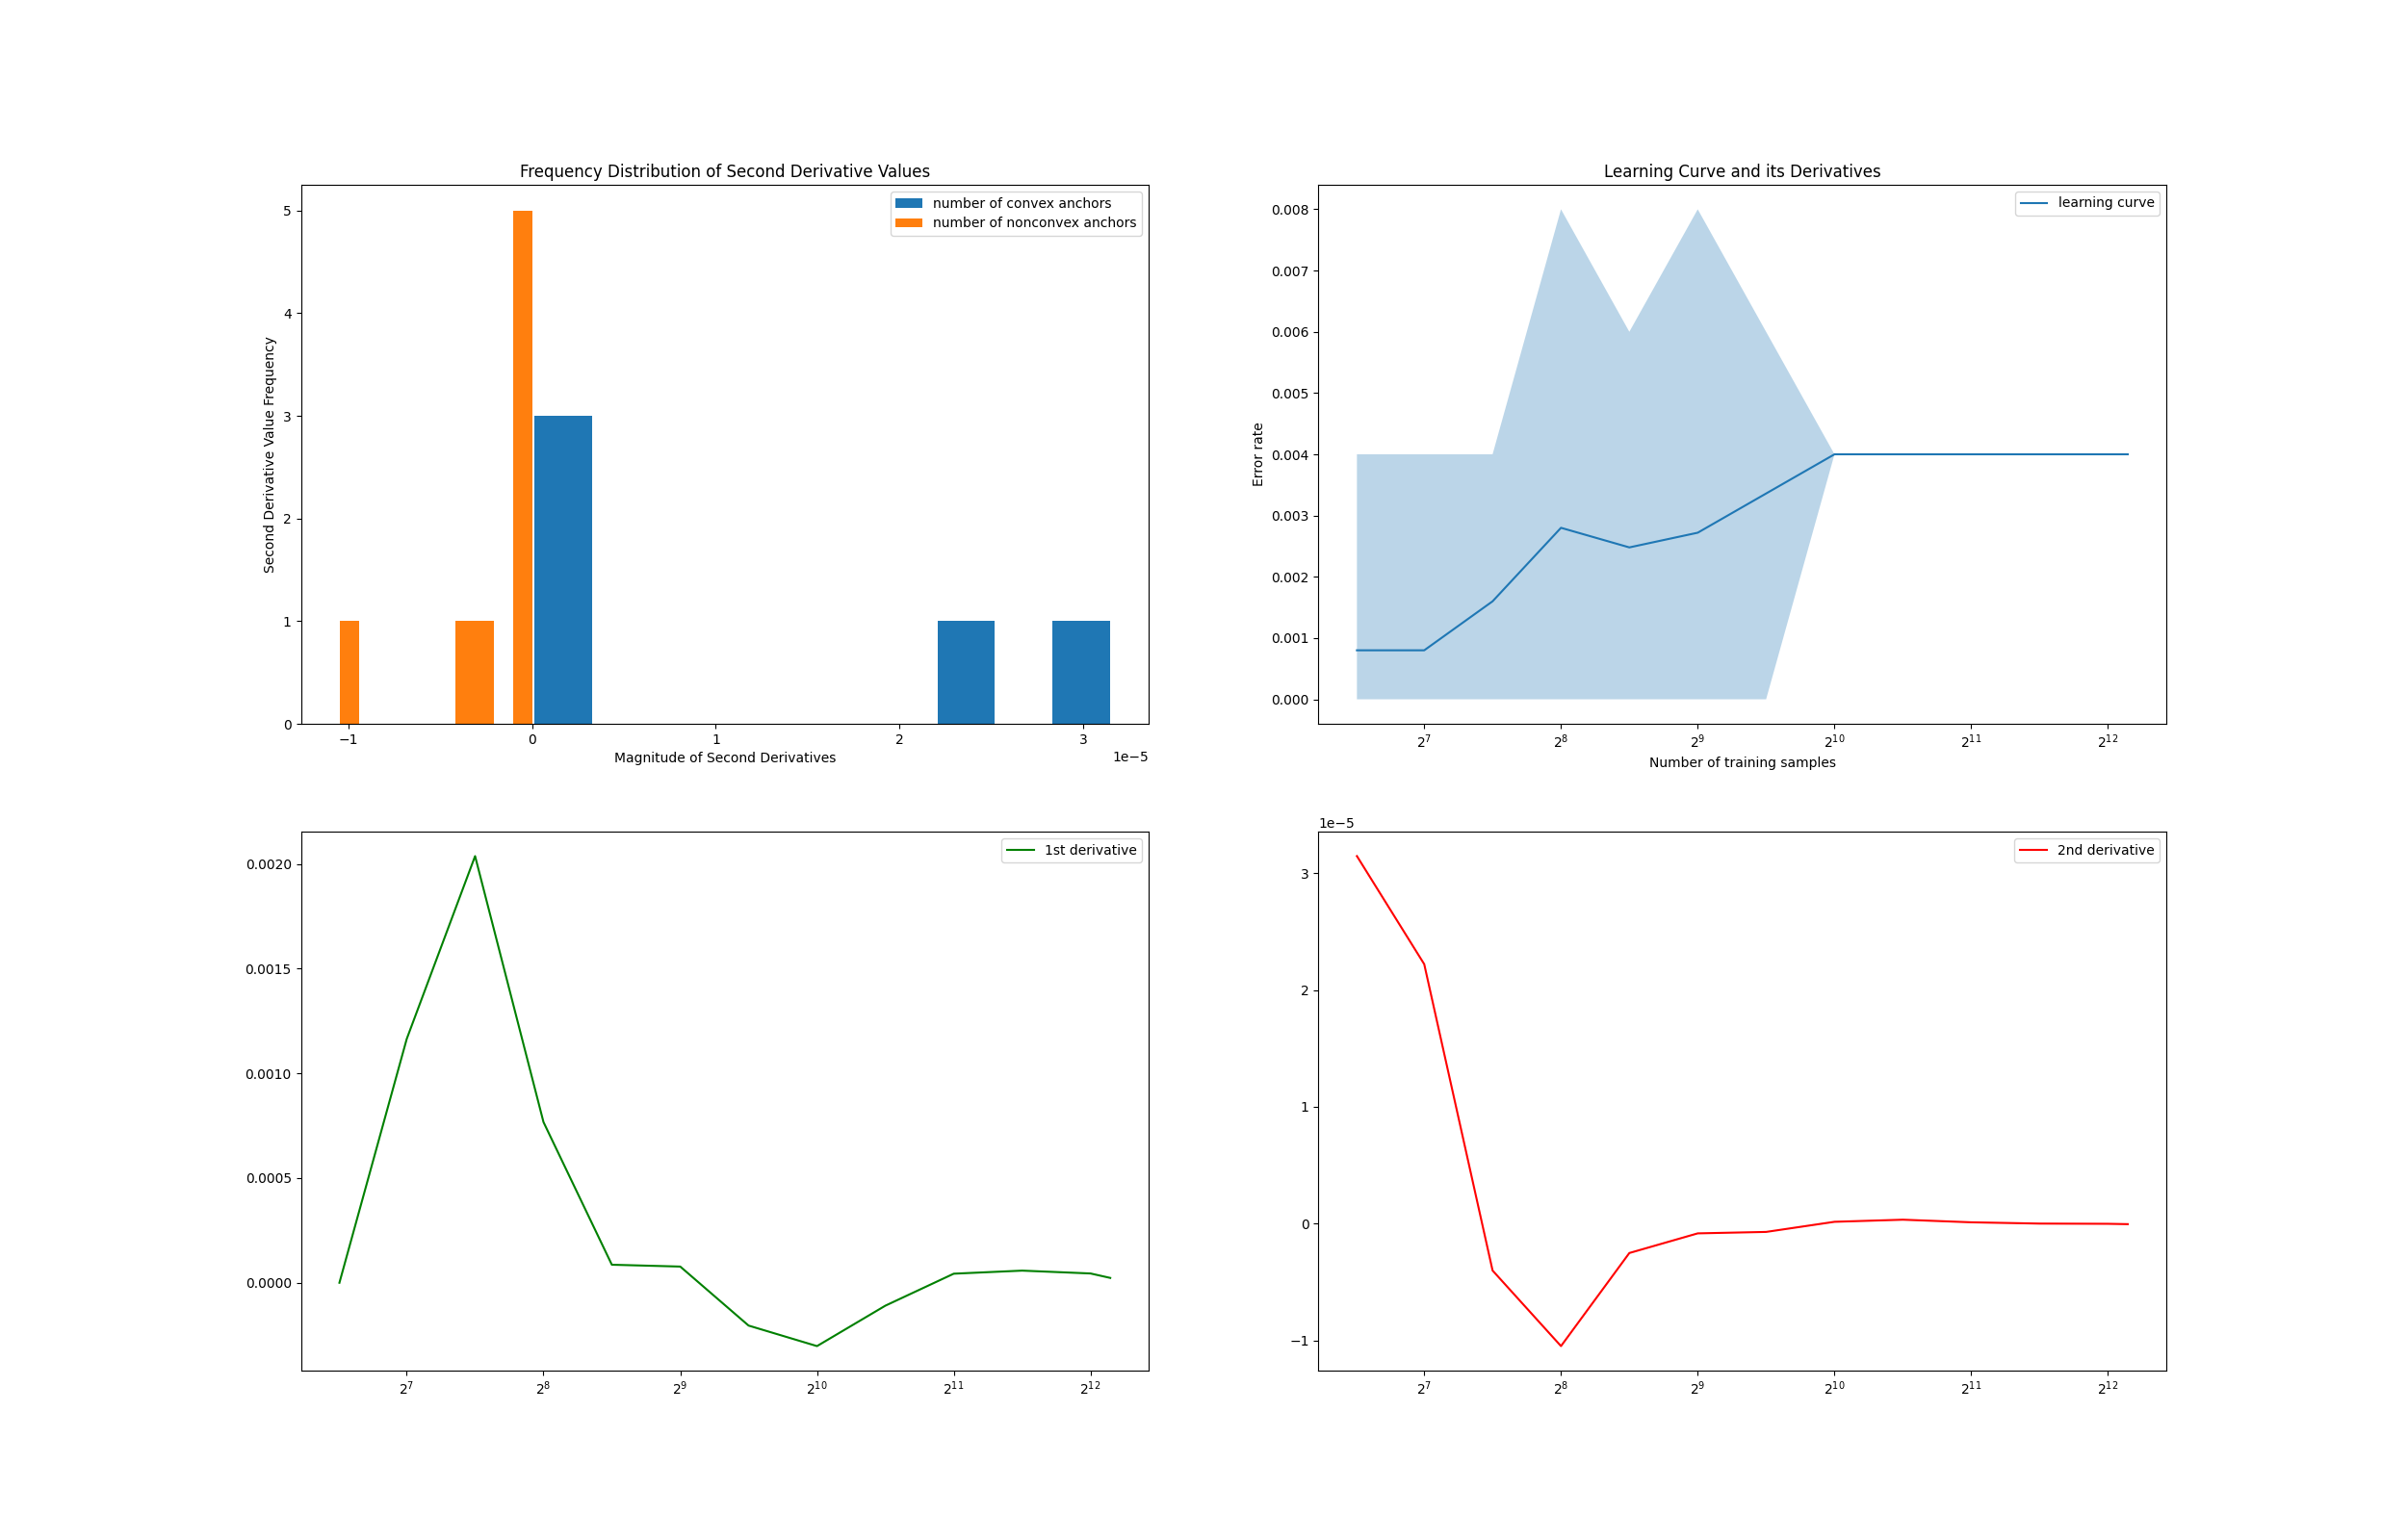 Frequency Distribution of Second Derivative Values
number of convex anchors
number of nonconvex anchors
Second Derivative Value Frequency
5
4
3
2
1
0
−1 0 1 2 3
1e−5
Magnitude of Second Derivatives
Learning Curve and its Derivatives
learning curve
Error rate
0.008
0.007
0.006
0.005
0.004
0.003
0.002
0.001
0.000
2^7 2^8 2^9 2^10 2^11 2^12
Number of training samples
1st derivative
0.0020
0.0015
0.0010
0.0005
0.0000
2^7 2^8 2^9 2^10 2^11 2^12
1e−5
2nd derivative
3
2
1
0
−1
2^7 2^8 2^9 2^10 2^11 2^12